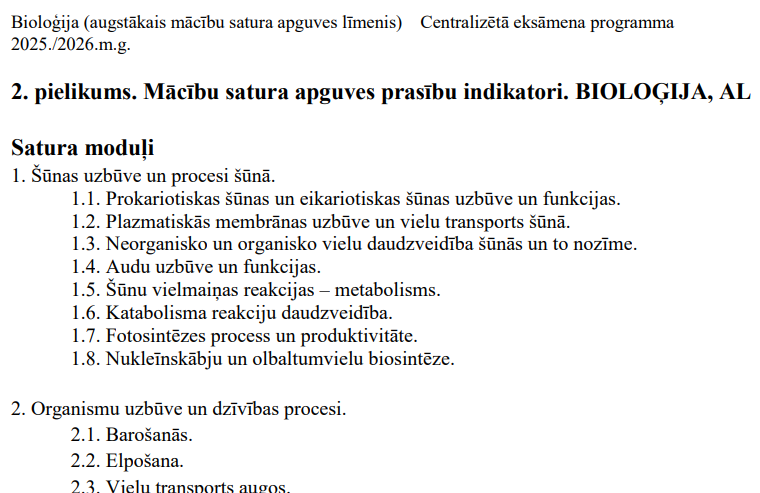 Bioloģija (augstākais mācību satura apguves līmenis) Centralizētā eksāmena programma
2025./2026.m.g.
2. pielikums. Mācību satura apguves prasību indikatori. BIOLOĢIJA, AL
Satura moduļi
1. Šūnas uzbūve un procesi šūnā.
1.1. Prokariotiskas šūnas un eikariotiskas šūnas uzbūve un funkcijas.
1.2. Plazmatiskās membrānas uzbūve un vielu transports šūnā.
1.3. Neorganisko un organisko vielu daudzveidība šūnās un to nozīme.
1.4. Audu uzbūve un funkcijas.
1.5. Šūnu vielmaiņas reakcijas – metabolisms.
1.6. Katabolisma reakciju daudzveidība.
1.7. Fotosintēzes process un produktivitāte.
1.8. Nukleīnskābju un olbaltumvielu biosintēze.
2. Organismu uzbūve un dzīvības procesi.
2.1. Barošanās.
2.2. Elpošana.
2.3. Vielu transports augos.